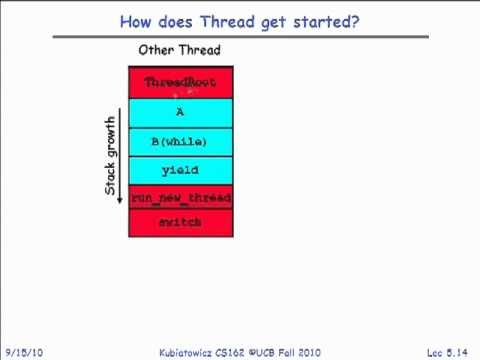 How does Thread get started?
Other Thread
ThreadRoot
A
B(while)
yield
run_new_thread
switch
Stack growth
9/15/10
Kubiatowicz CS162 ©UCB Fall 2010
Lec 5.14